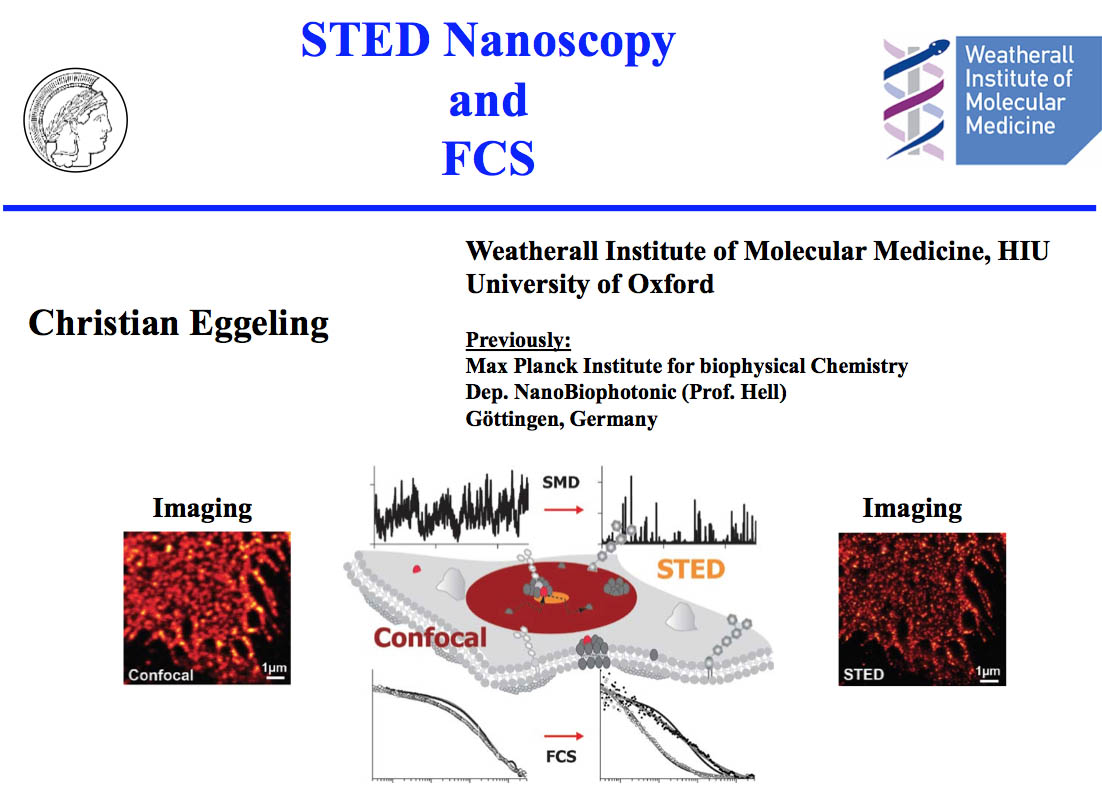 STED Nanoscopy
and
FCS
Weatherall
Institute of
Molecular
Medicine
Weatherall Institute of Molecular Medicine, HIU
University of Oxford
Christian Eggeling
Previously:
Max Planck Institute for biophysical Chemistry
Dep. NanoBiophotonic (Prof. Hell)
Göttingen, Germany
Imaging
Confocal
1µm
SMD
STED
Confocal
FCS
Imaging
STED
1µm